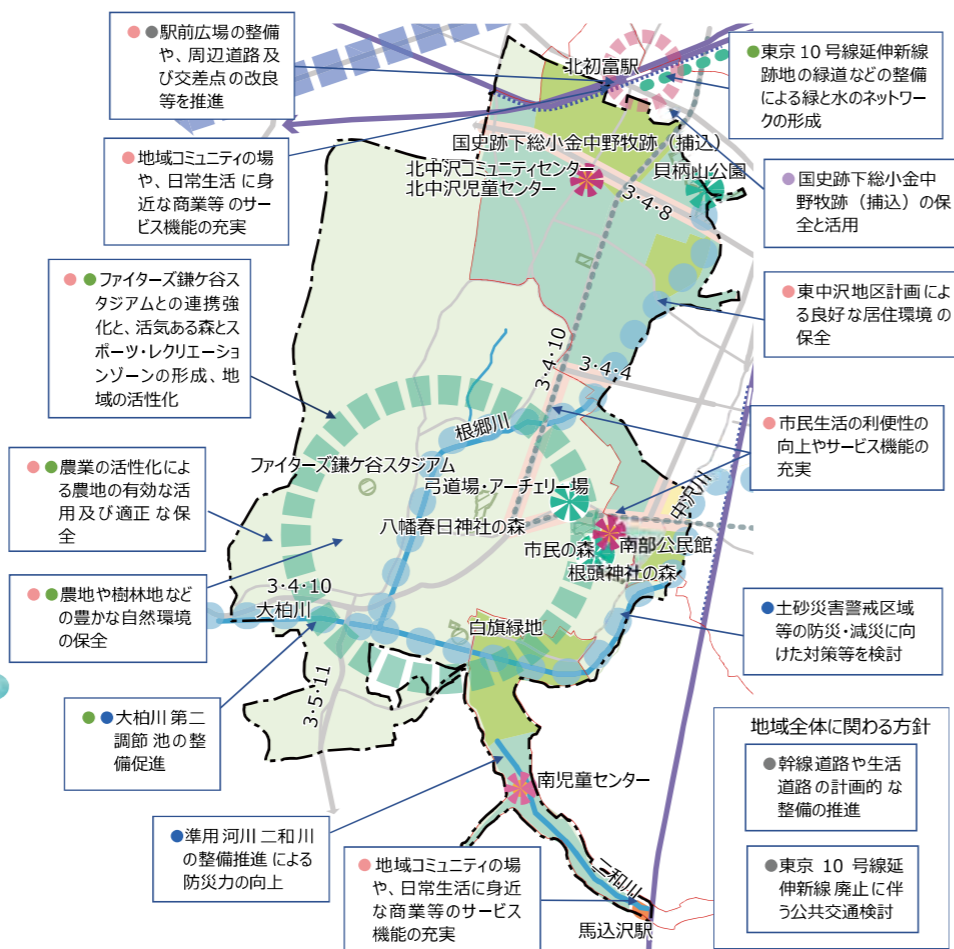 ●●駅前広場の整備
や、周辺道路及
び交差点の改良
等を推進
●地域コミュニティの場
や、日常生活に身
近な商業等のサー
ビス機能の充実
●●ファイターズ鎌ケ谷ス
タジアムとの連携強
化と、活気ある森とス
ポーツ・レクリエーショ
ンゾーンの形成、地
域の活性化
●●農業の活性化によ
る農地の有効な活
用及び適正な保
全
●●農地や樹林地など
の豊かな自然環境
の保全
●●大柏川第二
調節池の整
備促進
●準用河川二和川
の整備推進による
防災力の向上
●地域コミュニティの場
や、日常生活に身近
な商業等のサービス
機能の充実
北初富駅
国史跡下総小金中野牧跡（捕込）
北中沢コミュニティセンター
北中沢児童センター
貝柄山公園
3・4・8
3・4・10
3・4・4
根郷川
ファイターズ鎌ケ谷スタジアム
弓道場・アーチェリー場
中沢川
八幡春日神社の森
市民の森
南部公民館
根頭神社の森
3・4・10
大柏川
白旗緑地
3・5・11
南児童センター
二和川
馬込沢駅
●東京10号線延伸新線
跡地の緑道などの整備
による緑と水のネットワー
クの形成
●国史跡下総小金中
野牧跡（捕込）の保
全と活用
●東中沢地区計画によ
る良好な居住環境の
保全
●市民生活の利便性の
向上やサービス機能の
充実
●土砂災害警戒区域
等の防災・減災に向
けた対策等を検討
地域全体に関わる方針
●幹線道路や生活
道路の計画的な
整備の推進
●東京10号線延
伸新線廃止に伴
う公共交通検討